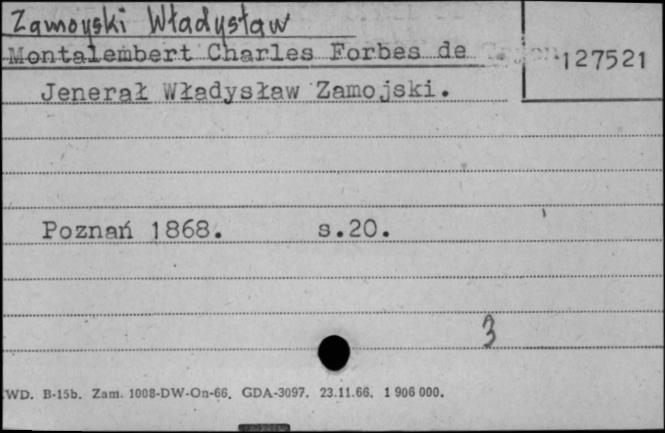 Zamoyski Władysław
Montalembert Charles Forbes de
127521
Jenerał Władysław Zamojski.
Poznań 1868. s.20.
3
WD. B-15b. Zam. 1008-DW-On-66. GDA-3097. 23.11.66. 1 906 000.